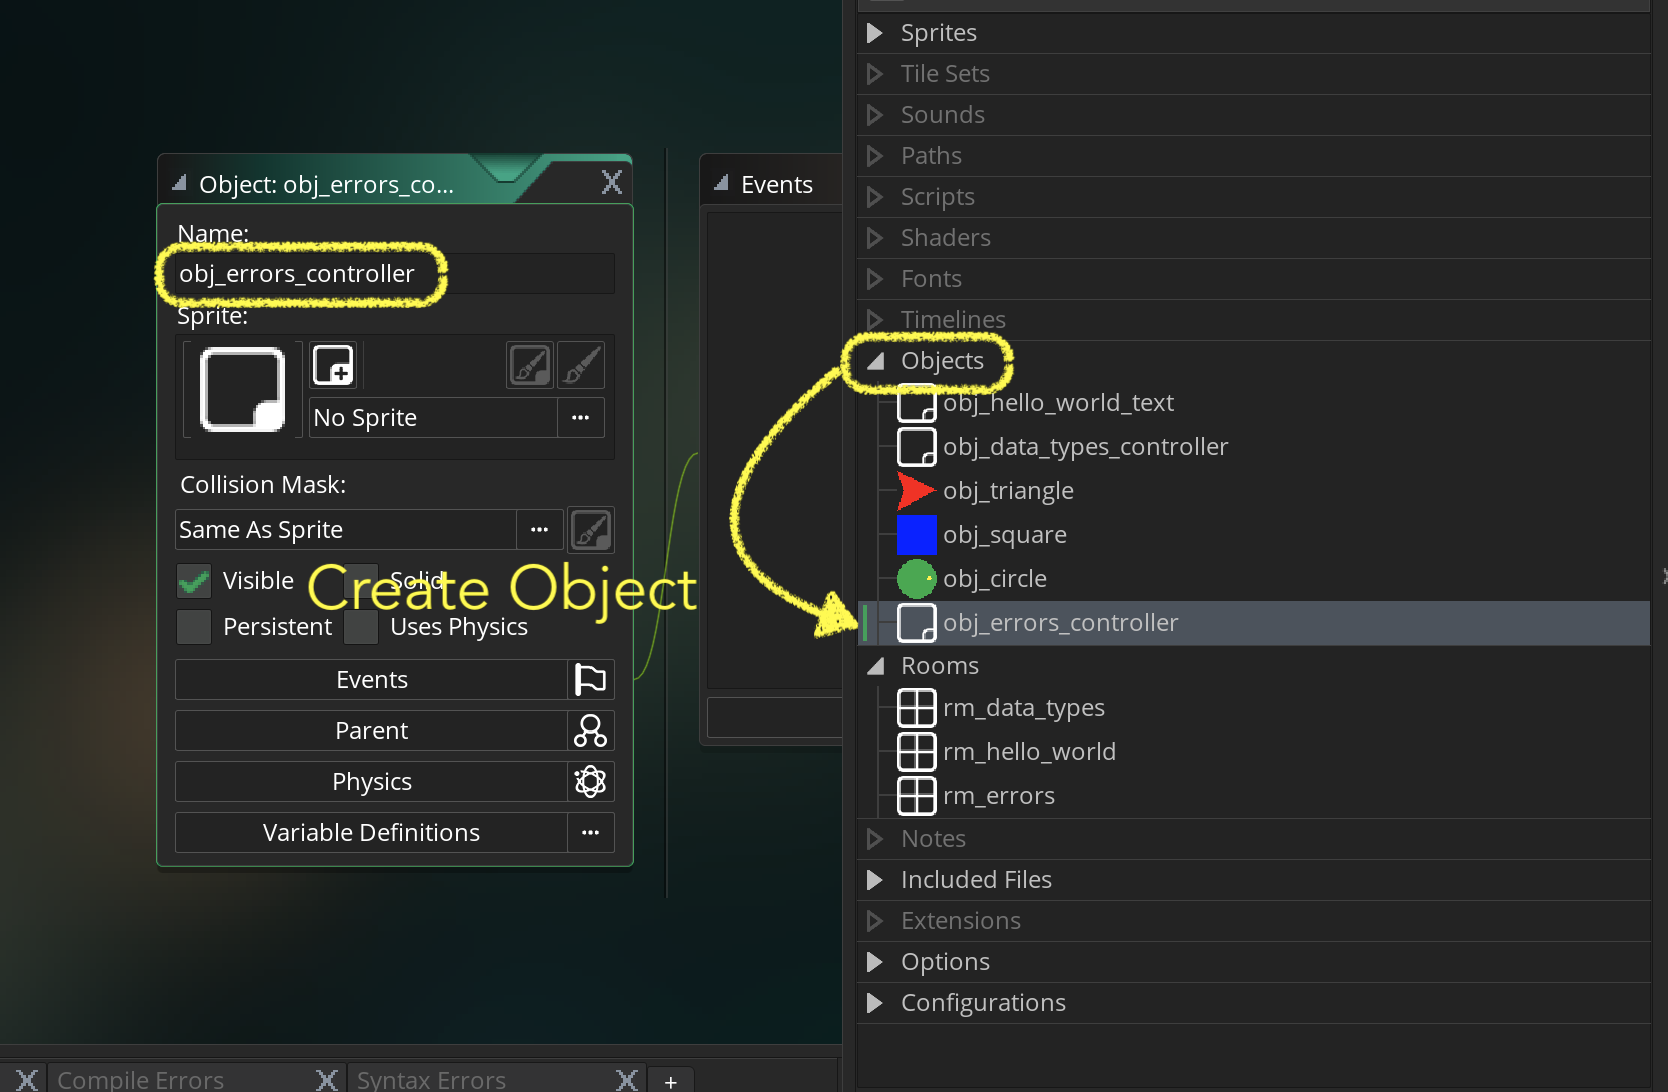 Object: obj_errors_co...
Name:
obj_errors_controller
Sprite:
No Sprite
...
Collision Mask:
Same As Sprite
...
Visible
Solid
Create Object
Persistent
Uses Physics
Events
Parent
Physics
Variable Definitions
...
Events
Sprites
Tile Sets
Sounds
Paths
Scripts
Shaders
Fonts
Timelines
Objects
obj_hello_world_text
obj_data_types_controller
obj_triangle
obj_square
obj_circle
obj_errors_controller
Rooms
rm_data_types
rm_hello_world
rm_errors
Notes
Included Files
Extensions
Options
Configurations
Compile Errors
Syntax Errors
+